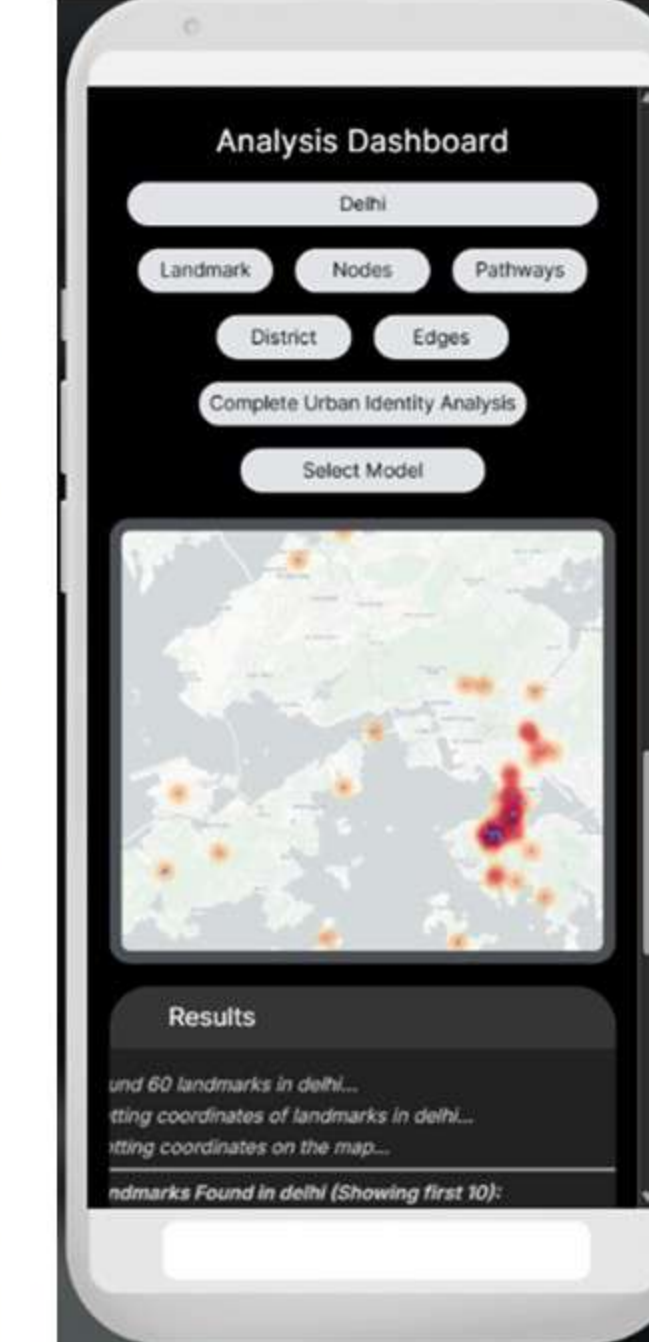 Analysis Dashboard
Delhi
Landmark Nodes Pathways
District Edges
Complete Urban Identity Analysis
Select Model
Results
und 60 landmarks in delhi...
tting coordinates of landmarks in delhi...
otting coordinates on the map...
ndmarks Found in delhi (Showing first 10):